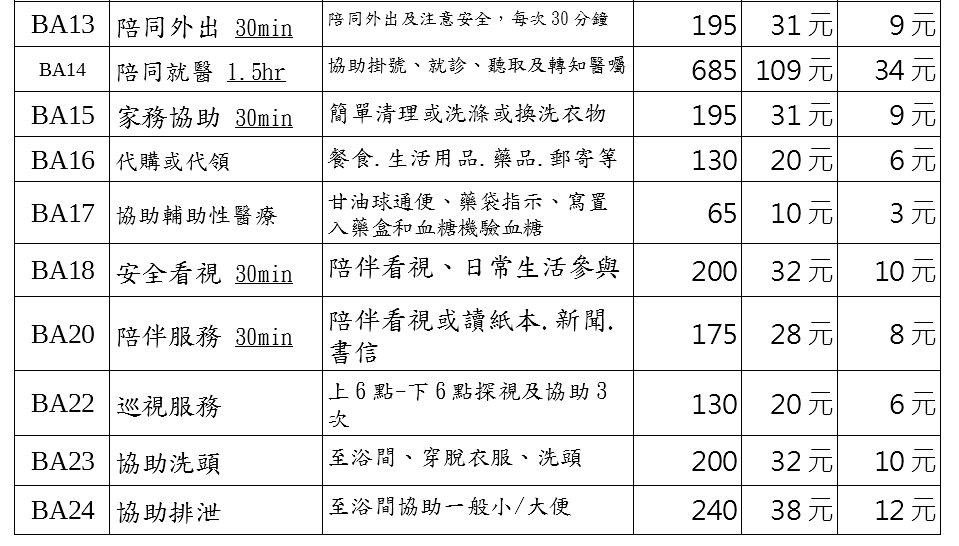 BA13 陪同外出 30min 陪同外出及注意安全，每次30分鐘 195 31元 9元
BA14 陪同就醫 1.5hr 協助掛號、就診、聽取及轉知醫囑 685 109元 34元
BA15 家務協助 30min 簡單清理或洗滌或換洗衣物 195 31元 9元
BA16 代購或代領 餐食.生活用品.藥品.郵寄等 130 20元 6元
BA17 協助輔助性醫療 甘油球通便、藥袋指示、寫置 65 10元 3元
入藥盒和血糖機驗血糖
BA18 安全看視 30min 陪伴看視、日常生活參與 200 32元 10元
BA20 陪伴服務 30min 陪伴看視或讀紙本.新聞. 175 28元 8元
書信
BA22 巡視服務 上6點-下6點探視及協助3 130 20元 6元
次
BA23 協助洗頭 至浴間、穿脫衣服、洗頭 200 32元 10元
BA24 協助排泄 至浴間協助一般小/大便 240 38元 12元